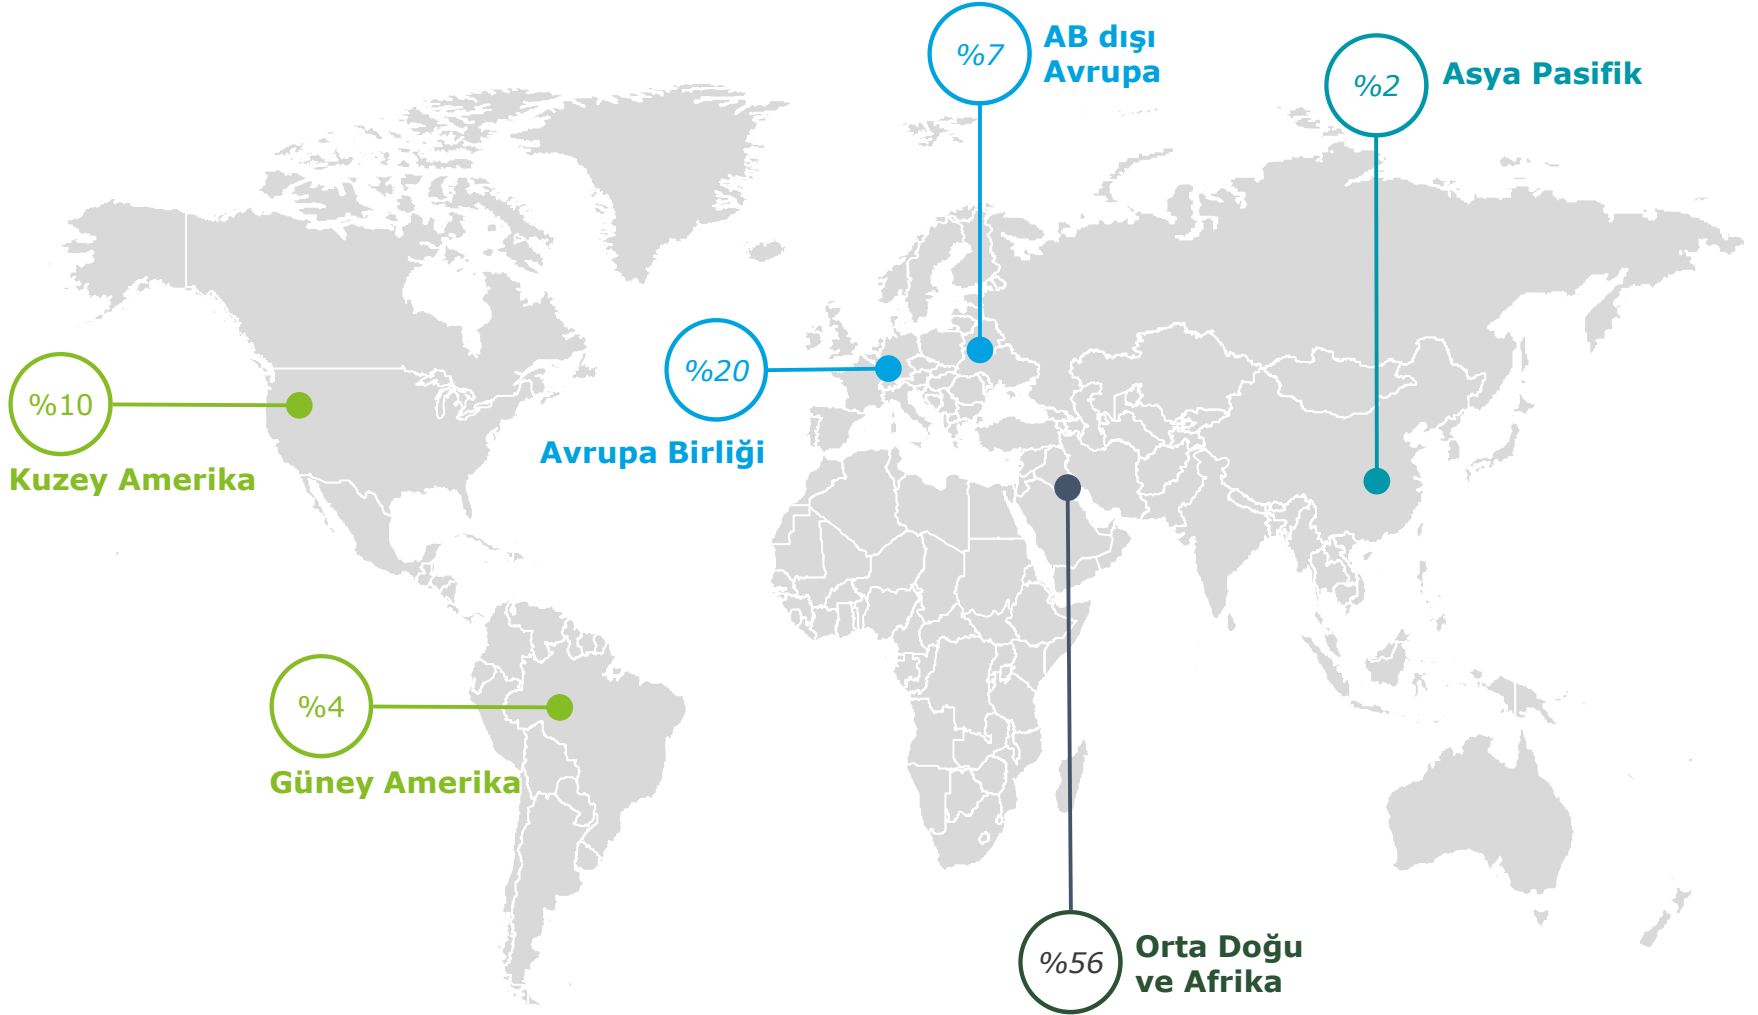 %7
AB dışı
Avrupa
%2
Asya Pasifik
%20
Avrupa Birliği
%10
Kuzey Amerika
%4
Güney Amerika
%56
Orta Doğu
ve Afrika